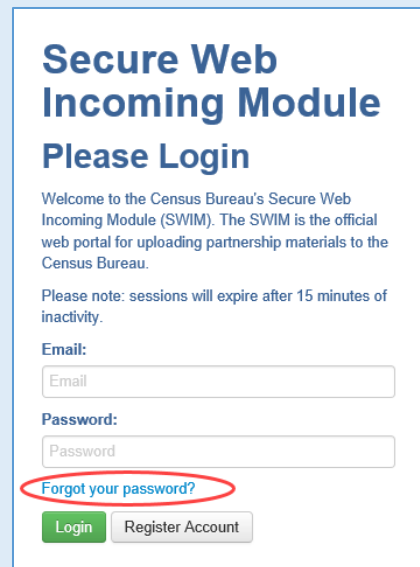 Secure Web
Incoming Module
Please Login
Welcome to the Census Bureau's Secure Web
Incoming Module (SWIM). The SWIM is the official
web portal for uploading partnership materials to the
Census Bureau.
Please note: sessions will expire after 15 minutes of
inactivity.
Email:
Email
Password:
Password
Forgot your password?
Login Register Account